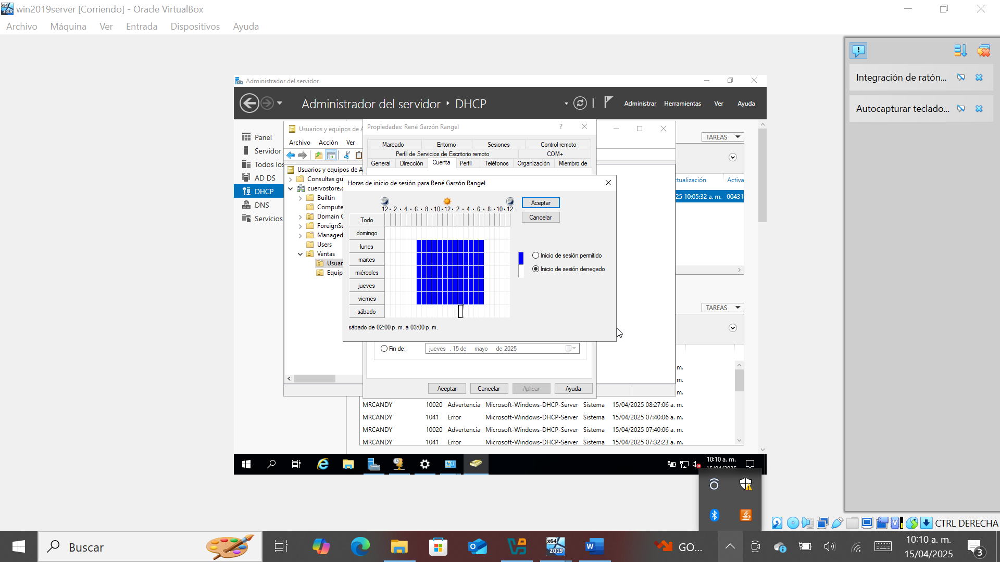 win2019server [Corriendo] - Oracle VirtualBox
Archivo Máquina Ver Entrada Dispositivos Ayuda
Integración de ratón...
Autocapturar teclado...
Administrador del servidor
Administrador del servidor DHCP
Administrar Herramientas Ver Ayuda
Panel
Servidor
Todos los
AD DS
DHCP
DNS
Servicios
Usuarios y equipos de A
Archivo Acción Ver
Usuarios y equipos de A
Consultas gu
cuervostore.c
Builtin
Compute
Domain C
ForeignSe
Managed
Users
Ventas
Usuar
Equip
Propiedades: René Garzón Rangel ?
Marcado Entorno Sesiones Control remoto
Perfil de Servicios de Escritorio remoto COM+
General Dirección Cuenta Perfil Teléfonos Organización Miembro de
Horas de inicio de sesión para René Garzón Rangel
12 · 2 · 4 · 6 · 8 · 10 · 12 · 2 · 4 · 6 · 8 · 10 · 12
Todo
domingo
lunes
martes
miércoles
jueves
viernes
sábado
Aceptar
Cancelar
Inicio de sesión permitido
Inicio de sesión denegado
sábado de 02:00 p. m. a 03:00 p. m.
Fin de: jueves , 15 de mayo de 2025
Aceptar Cancelar Aplicar Ayuda
TAREAS
ctualización Activa
25 10:05:32 a. m. 00431
TAREAS
m.
m.
m.
MRCANDY 10020 Advertencia Microsoft-Windows-DHCP-Server Sistema 15/04/2025 08:27:06 a. m.
MRCANDY 1041 Error Microsoft-Windows-DHCP-Server Sistema 15/04/2025 07:40:06 a. m.
MRCANDY 10020 Advertencia Microsoft-Windows-DHCP-Server Sistema 15/04/2025 07:40:06 a. m.
MRCANDY 1041 Error Microsoft-Windows-DHCP-Server Sistema 15/04/2025 07:32:23 a. m.
10:10 a. m.
15/04/2025
CTRL DERECHA
Buscar
x64
2019
GO...
10:10 a. m.
15/04/2025
3